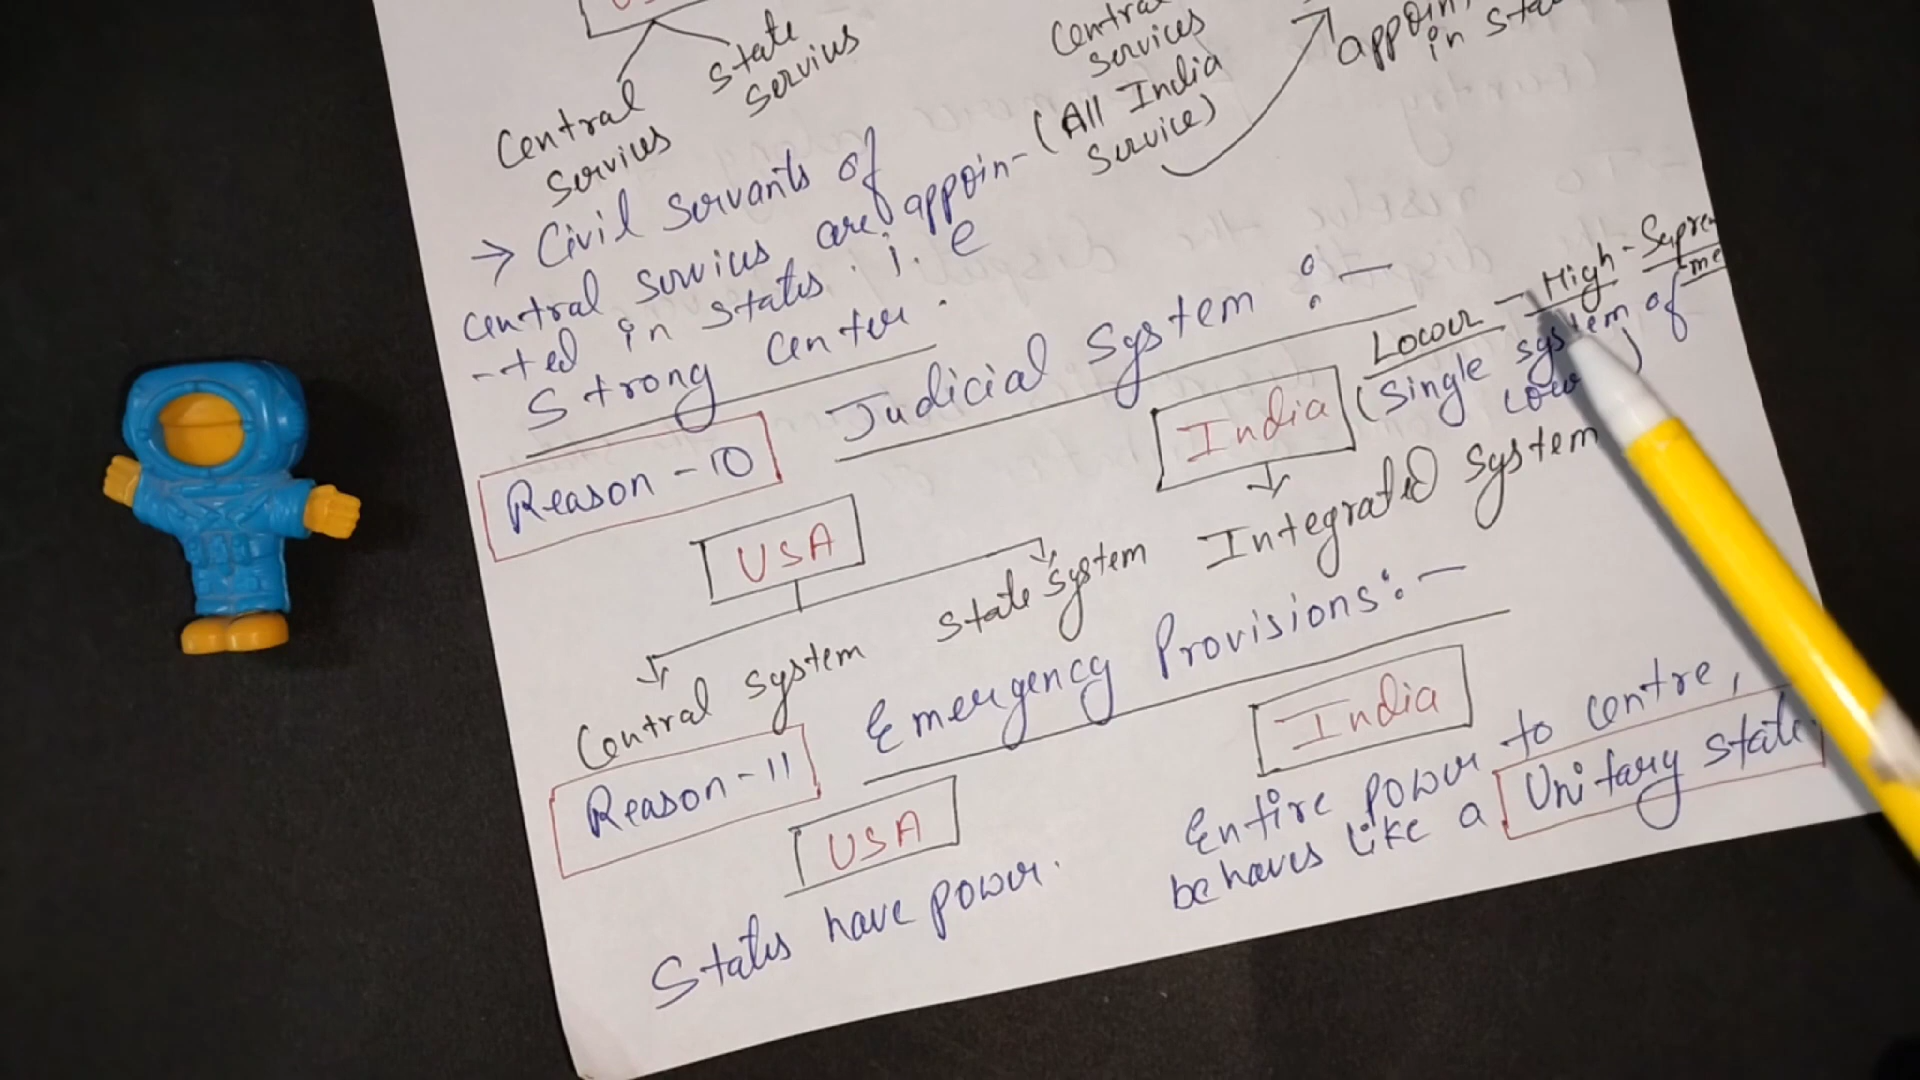 Central
Services
State
Services
Central
Services
(All India
Service)
appoin
in sta
→ Civil servants of
central services are appoin-
-ted in states i.e
Strong center.
Reason-10
Judicial System :-
USA
Central system
State system
India
Lower - High - Supre-
-me
(Single system of
Integrated System
Reason-11
Emergency Provisions:-
USA
States have power.
India
Entire power to centre,
behaves like a Unitary state